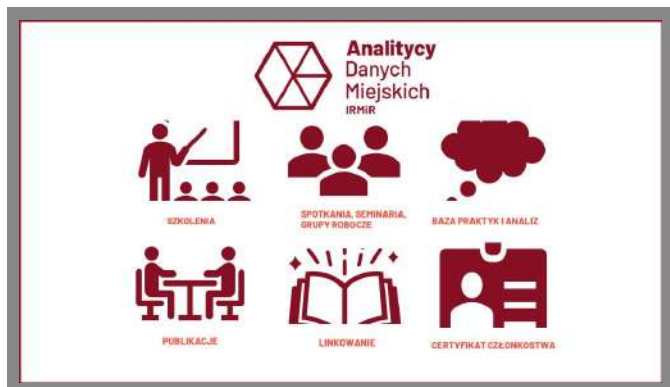 Analitycy
Danych
Miejskich
IRMiR
SZKOLENIA
SPOTKANIA, SEMINARIA,
GRUPY ROBOCZE
BAZA PRAKTYK I ANALIZ
PUBLIKACJE
LINKOWANIE
CERTYFIKAT CZŁONKOSTWA